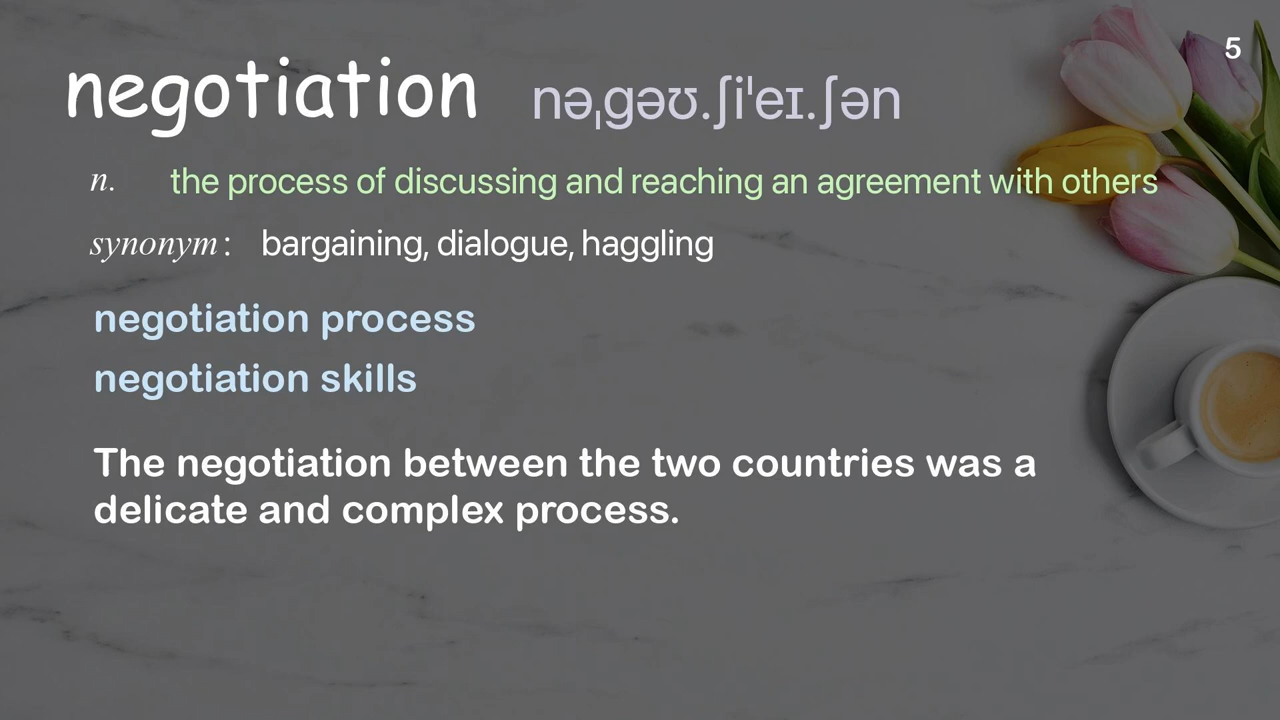 5
negotiation nəˌgəʊ.ʃiˈeɪ.ʃən
n. the process of discussing and reaching an agreement with others
synonym: bargaining, dialogue, haggling
negotiation process
negotiation skills
The negotiation between the two countries was a
delicate and complex process.